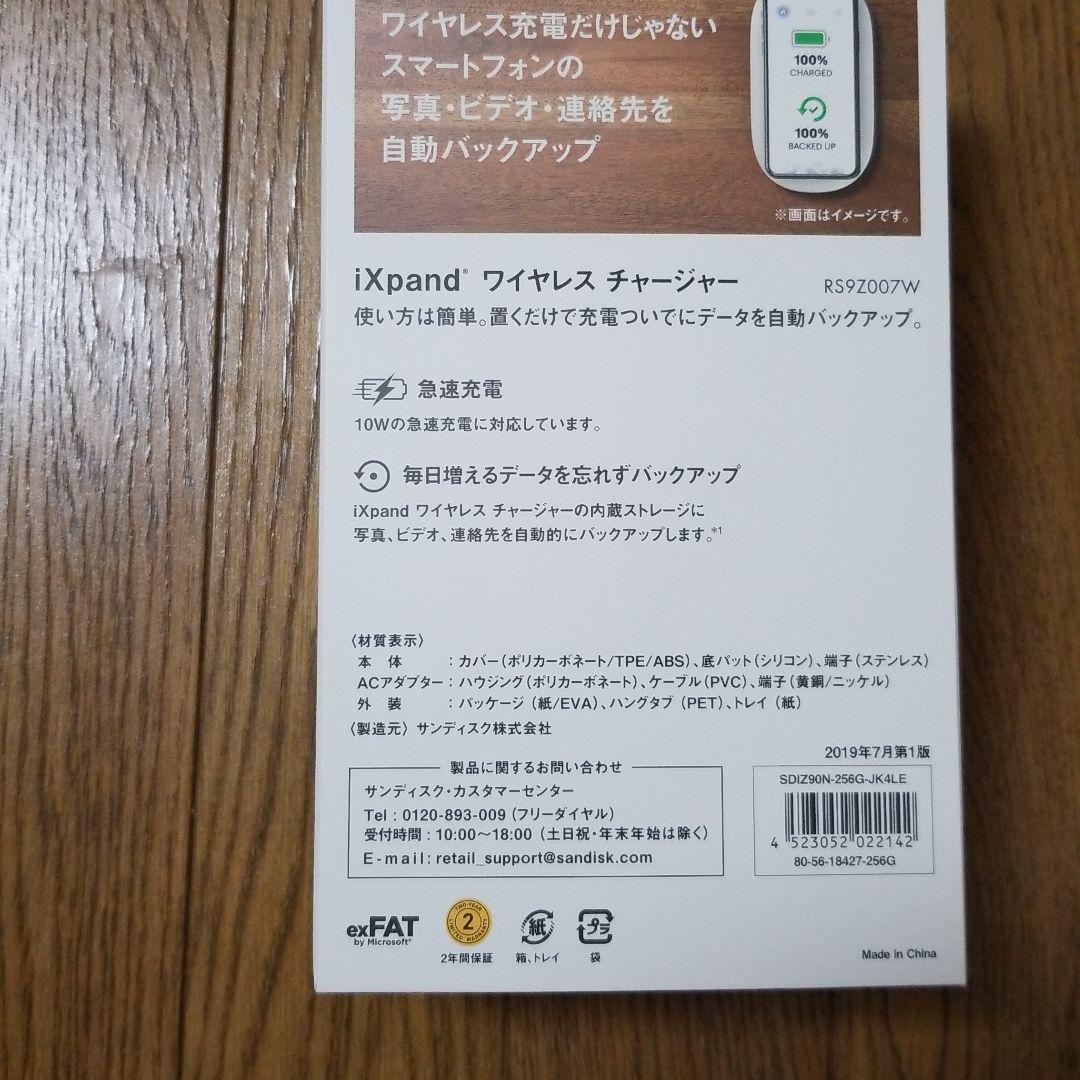 ワイヤレス充電だけじゃない
スマートフォンの
写真・ビデオ・連絡先を
自動バックアップ
100%
CHARGED
100%
BACKED UP
※画面はイメージです。
iXpand® ワイヤレス チャージャー
RS9Z007W
使い方は簡単。置くだけで充電ついでにデータを自動バックアップ。
急速充電
10Wの急速充電に対応しています。
毎日増えるデータを忘れずバックアップ
iXpand ワイヤレス チャージャーの内蔵ストレージに
写真、ビデオ、連絡先を自動的にバックアップします。*1
〈材質表示〉
本 体 : カバー(ポリカーボネート/TPE/ABS)、底パット(シリコン)、端子(ステンレス)
ACアダプター : ハウジング(ポリカーボネート)、ケーブル(PVC)、端子(黄銅/ニッケル)
外 装 : パッケージ (紙/EVA)、ハングタブ (PET)、トレイ (紙)
〈製造元〉 サンディスク株式会社
2019年7月第1版
製品に関するお問い合わせ
サンディスク・カスタマーセンター
Tel : 0120-893-009 (フリーダイヤル)
受付時間 : 10:00〜18:00 (土日祝・年末年始は除く)
E-mail: retail_support@sandisk.com
SDIZ90N-256G-JK4LE
4 523052 022142
80-56-18427-256G
exFAT
by Microsoft®
TWO-YEAR
2
LIMITED WARRANTY
2年間保証
紙
箱、トレイ
プラ
袋
Made in China